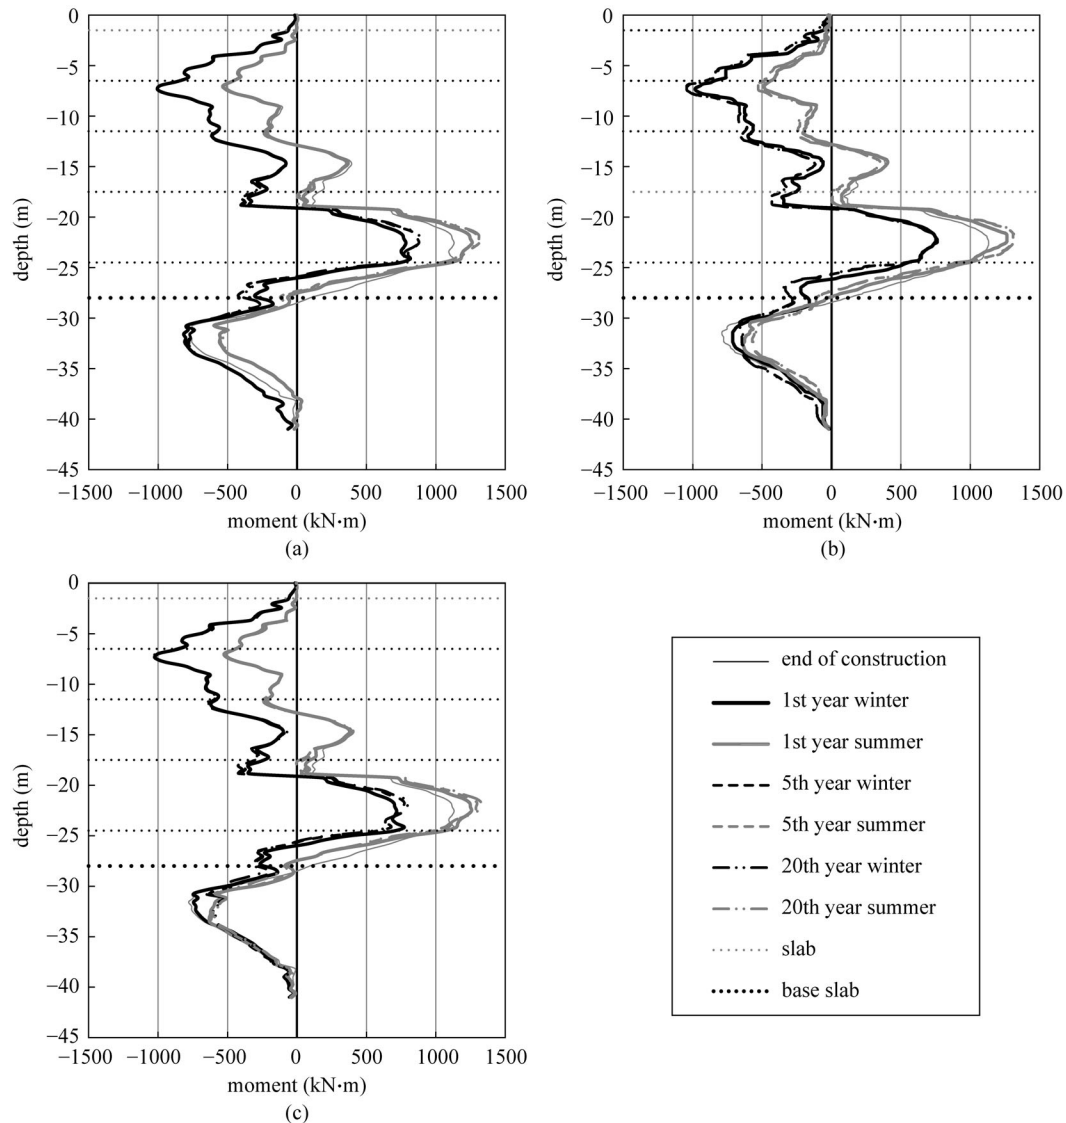 0
−5
−10
−15
−20
−25
−30
−35
−40
−45
depth (m)
−1500 −1000 −500 0 500 1000 1500
moment (kN·m)
(a)
0
−5
−10
−15
−20
−25
−30
−35
−40
−45
depth (m)
−1500 −1000 −500 0 500 1000 1500
moment (kN·m)
(b)
0
−5
−10
−15
−20
−25
−30
−35
−40
−45
depth (m)
−1500 −1000 −500 0 500 1000 1500
moment (kN·m)
(c)
end of construction
1st year winter
1st year summer
5th year winter
5th year summer
20th year winter
20th year summer
slab
base slab